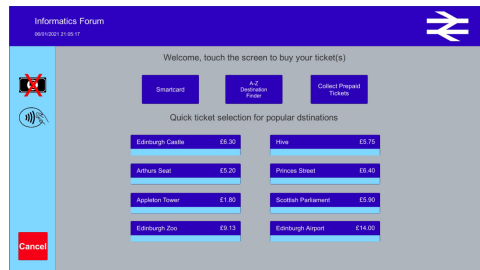 Informatics Forum
06/01/2021 21:05:17
Welcome, touch the screen to buy your ticket(s)
Smartcard
A-Z
Destination
Finder
Collect Prepaid
Tickets
Quick ticket selection for popular dstinations
Edinburgh Castle £6.30
Hive £5.75
Arthurs Seat £5.20
Princes Street £6.40
Appleton Tower £1.80
Scottish Parliament £5.90
Edinburgh Zoo £9.13
Edinburgh Airport £14.00
Cancel